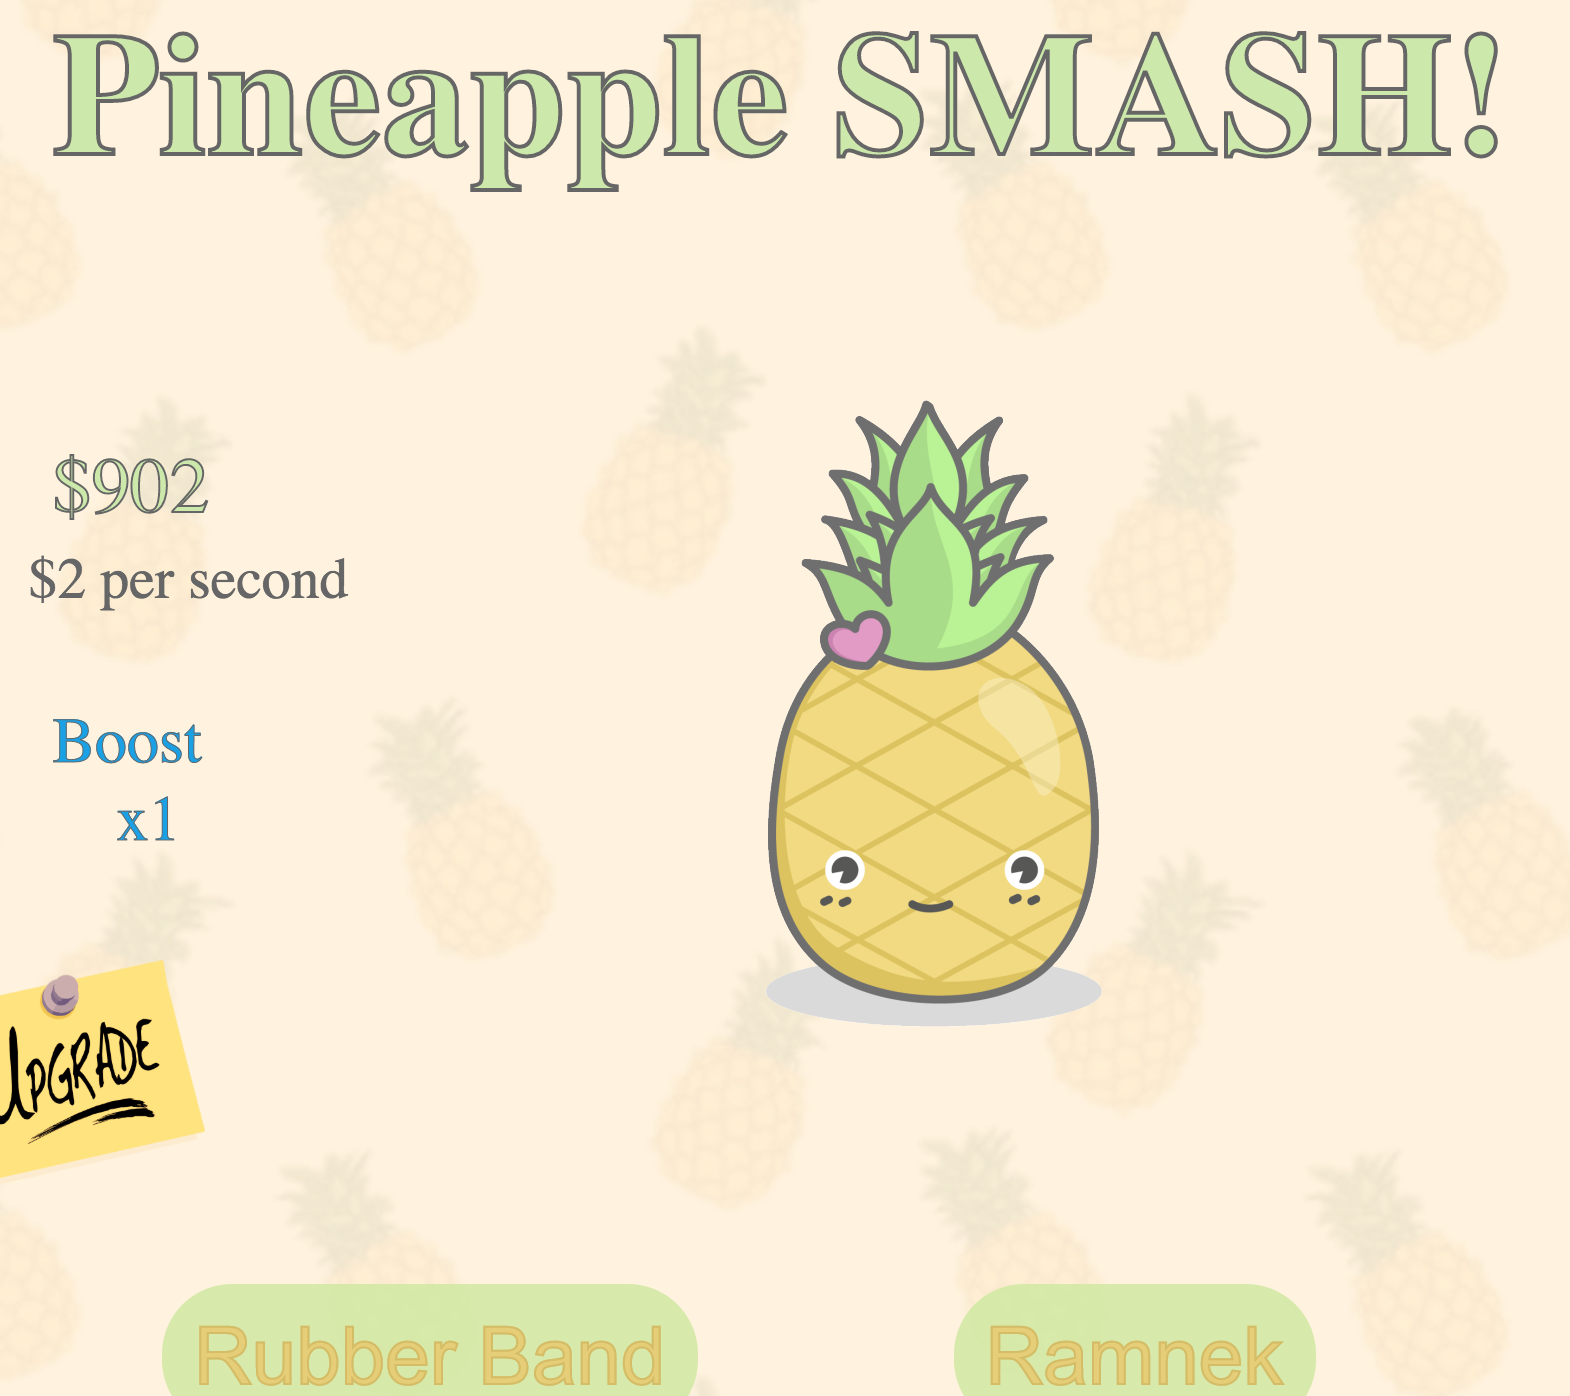 Pineapple SMASH!
$902
$2 per second
Boost
x1
UPGRADE
Rubber Band
Ramnek